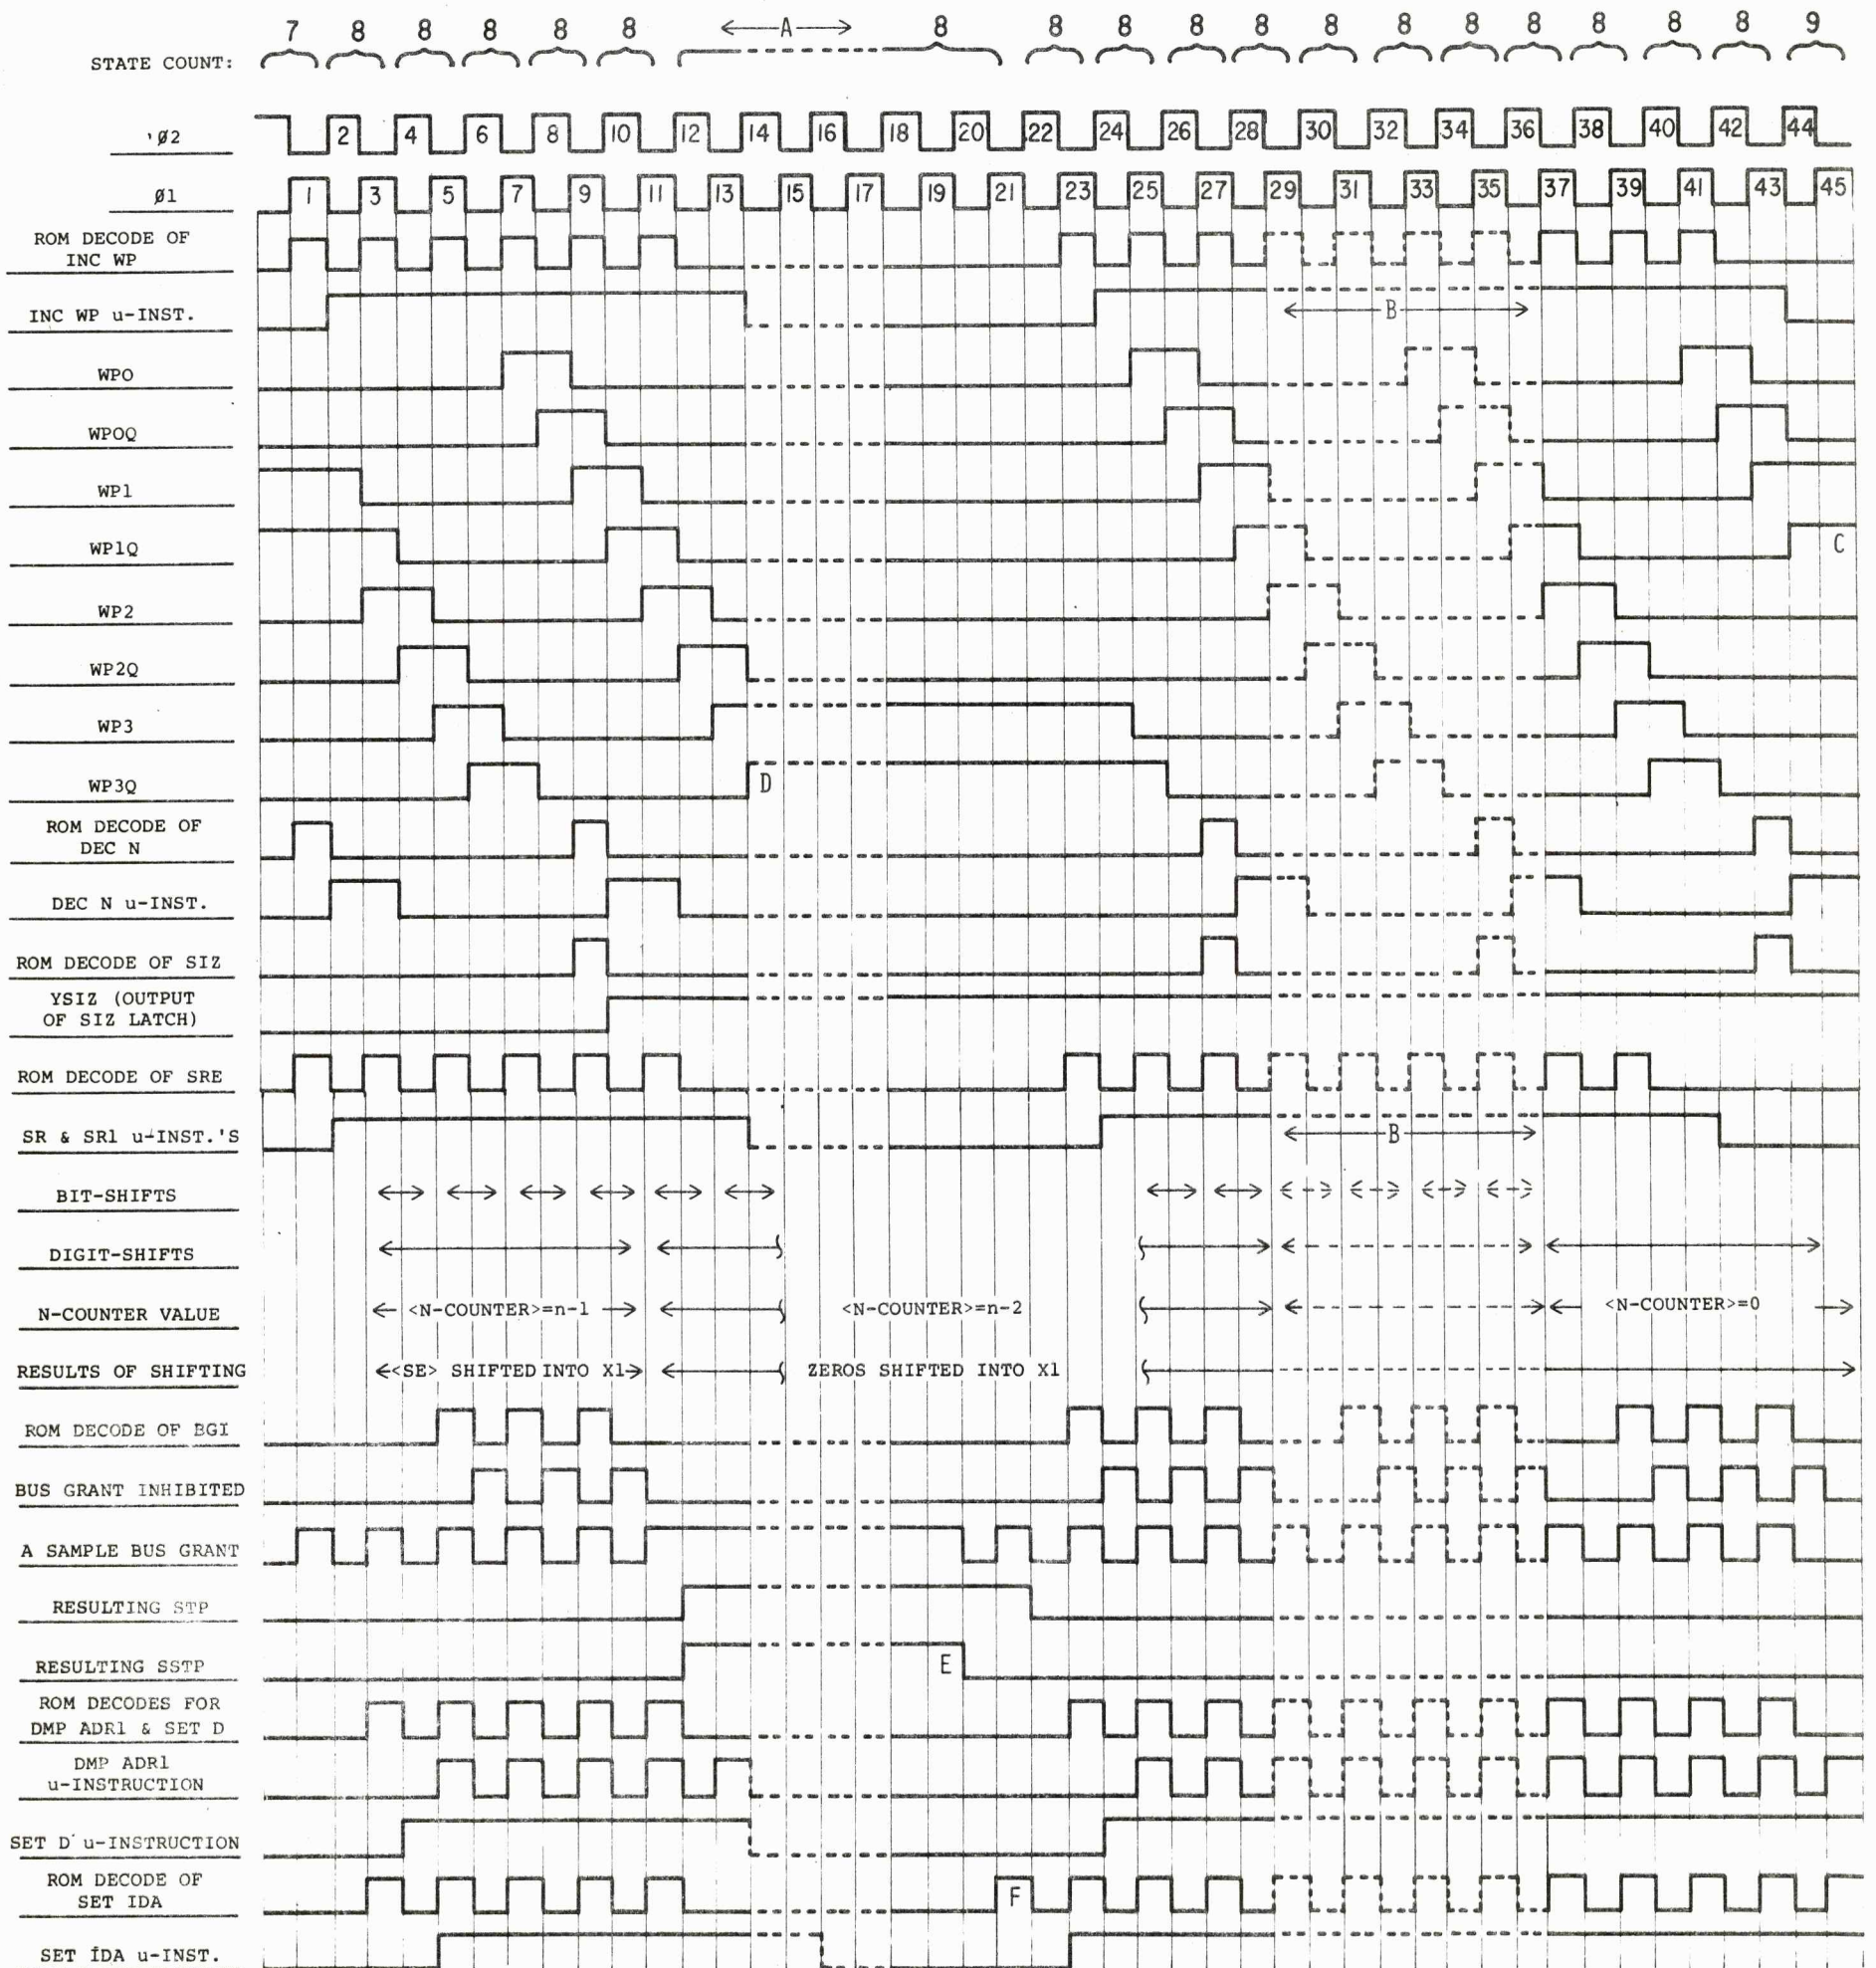 7 8 8 8 8 8 A 8 8 8 8 8 8 8 8 8 8 8 8 9
STATE COUNT:
'Ø2 2 4 6 8 10 12 14 16 18 20 22 24 26 28 30 32 34 36 38 40 42 44
Ø1 1 3 5 7 9 11 13 15 17 19 21 23 25 27 29 31 33 35 37 39 41 43 45
ROM DECODE OF
INC WP
INC WP u-INST. B
WPO
WPOQ
WP1
WP1Q C
WP2
WP2Q
WP3
WP3Q D
ROM DECODE OF
DEC N
DEC N u-INST.
ROM DECODE OF SIZ
YSIZ (OUTPUT
OF SIZ LATCH)
ROM DECODE OF SRE
SR & SR1 u-INST.'S B
BIT-SHIFTS
DIGIT-SHIFTS
N-COUNTER VALUE <N-COUNTER>=n-1 <N-COUNTER>=n-2 <N-COUNTER>=0
RESULTS OF SHIFTING <SE> SHIFTED INTO X1 ZEROS SHIFTED INTO X1
ROM DECODE OF BGI
BUS GRANT INHIBITED
A SAMPLE BUS GRANT
RESULTING STP
RESULTING SSTP E
ROM DECODES FOR
DMP ADR1 & SET D
DMP ADR1
u-INSTRUCTION
SET D u-INSTRUCTION
ROM DECODE OF
SET IDA F
SET IDA u-INST.